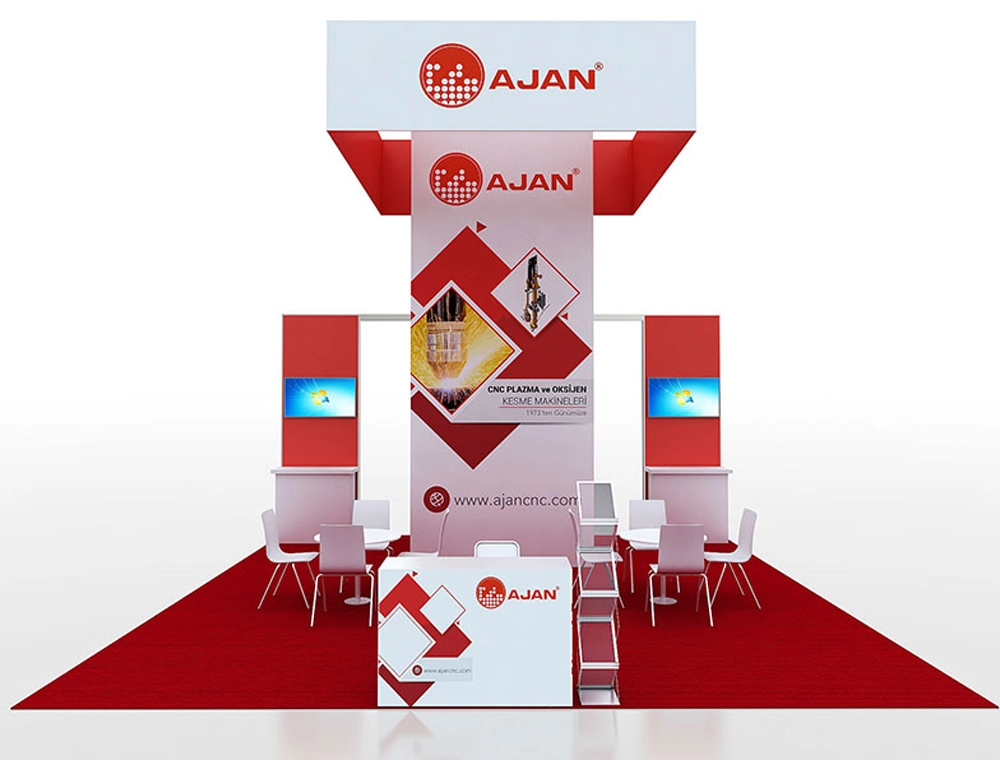 AJAN®
AJAN®
CNC PLAZMA ve OKSİJEN
KESME MAKİNELERİ
1973'ten Günümüze
www.ajancnc.com
AJAN®
www.ajancnc.com